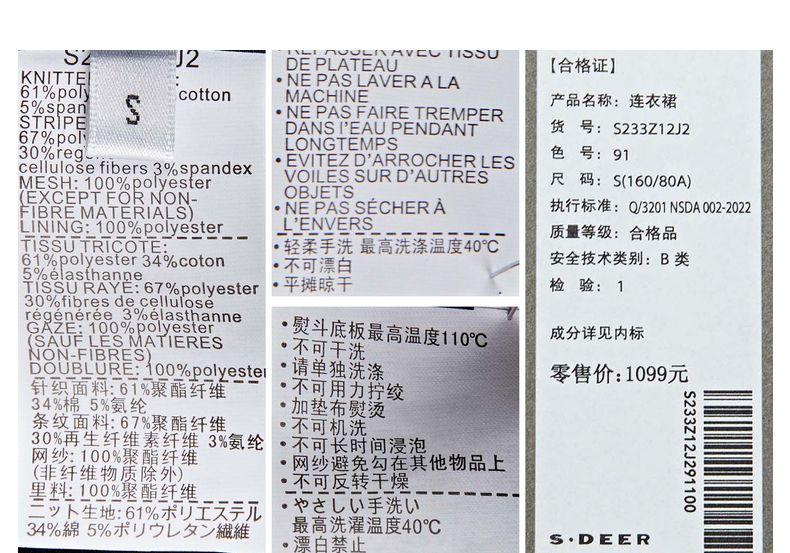 S2
J2
S
KNITTE
61%poly
cotton
5%span
STRIPE
67%pol
30%reg
cellulose fibers 3%spandex
MESH: 100%polyester
(EXCEPT FOR NON-
FIBRE MATERIALS)
LINING: 100%polyester
TISSU TRICOTE:
61%polyester 34%coton
5%élasthanne
TISSU RAYÉ: 67%polyester
30%fibres de cellulose
régénérée 3%élasthanne
GAZE: 100%polyester
(SAUF LES MATIERES
NON-FIBRES)
DOUBLURE: 100%polyester
针织面料: 61%聚酯纤维
34%棉 5%氨纶
条纹面料: 67%聚酯纤维
30%再生纤维素纤维 3%氨纶
网纱: 100%聚酯纤维
(非纤维物质除外)
里料: 100%聚酯纤维
ニット生地: 61%ポリエステル
34%綿 5%ポリウレタン繊維
REPASSER AVEC TISSU
DE PLATEAU
•NE PAS LAVER A LA
MACHINE
•NE PAS FAIRE TREMPER
DANS l'EAU PENDANT
LONGTEMPS
•EVITEZ D'ARROCHER LES
VOILES SUR D'AUTRES
OBJETS
•NE PAS SÉCHER À
L'ENVERS
•轻柔手洗 最高洗涤温度40℃
•不可漂白
•平摊晾干
•熨斗底板最高温度110℃
•不可干洗
•请单独洗涤
•不可用力拧绞
•加垫布熨烫
•不可机洗
•不可长时间浸泡
•网纱避免勾在其他物品上
•不可反转干燥
•やさしい手洗い
最高洗濯温度40℃
•漂白禁止
【合格证】
产品名称: 连衣裙
货 号: S233Z12J2
色 号: 91
尺 码: S(160/80A)
执行标准: Q/3201 NSDA 002-2022
质量等级: 合格品
安全技术类别: B 类
检 验: 1
成分详见内标
零售价:1099元
S233Z12J291100
S·DEER